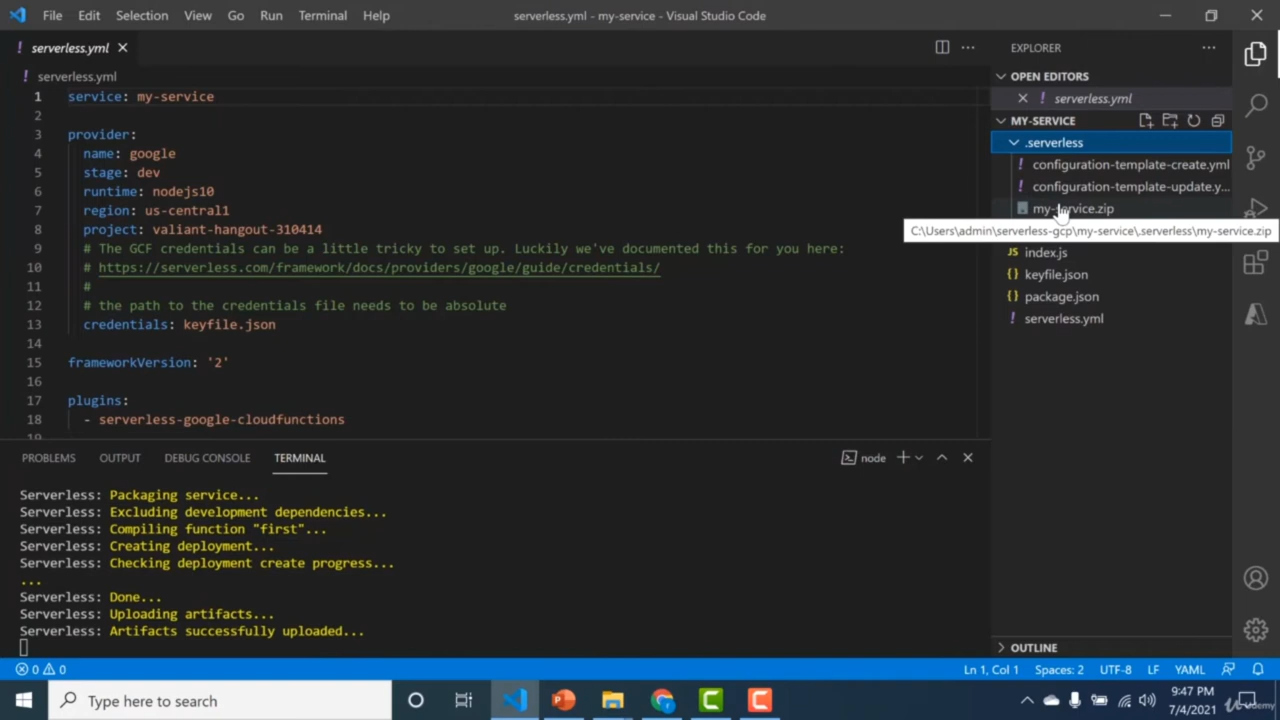 File Edit Selection View Go Run Terminal Help
serverless.yml - my-service - Visual Studio Code
! serverless.yml
! serverless.yml
1 service: my-service
2
3 provider:
4 name: google
5 stage: dev
6 runtime: nodejs10
7 region: us-central1
8 project: valiant-hangout-310414
9 # The GCF credentials can be a little tricky to set up. Luckily we've documented this for you here:
10 # https://serverless.com/framework/docs/providers/google/guide/credentials/
11 #
12 # the path to the credentials file needs to be absolute
13 credentials: keyfile.json
14
15 frameworkVersion: '2'
16
17 plugins:
18 - serverless-google-cloudfunctions
19
EXPLORER
OPEN EDITORS
! serverless.yml
MY-SERVICE
.serverless
! configuration-template-create.yml
! configuration-template-update.y...
my-service.zip
C:\Users\admin\serverless-gcp\my-service\.serverless\my-service.zip
JS index.js
{} keyfile.json
{} package.json
! serverless.yml
OUTLINE
PROBLEMS OUTPUT DEBUG CONSOLE TERMINAL
node
Serverless: Packaging service...
Serverless: Excluding development dependencies...
Serverless: Compiling function "first"...
Serverless: Creating deployment...
Serverless: Checking deployment create progress...
...
Serverless: Done...
Serverless: Uploading artifacts...
Serverless: Artifacts successfully uploaded...
0 0
Ln 1, Col 1 Spaces: 2 UTF-8 LF YAML
Type here to search
9:47 PM
7/4/2021
Udemy